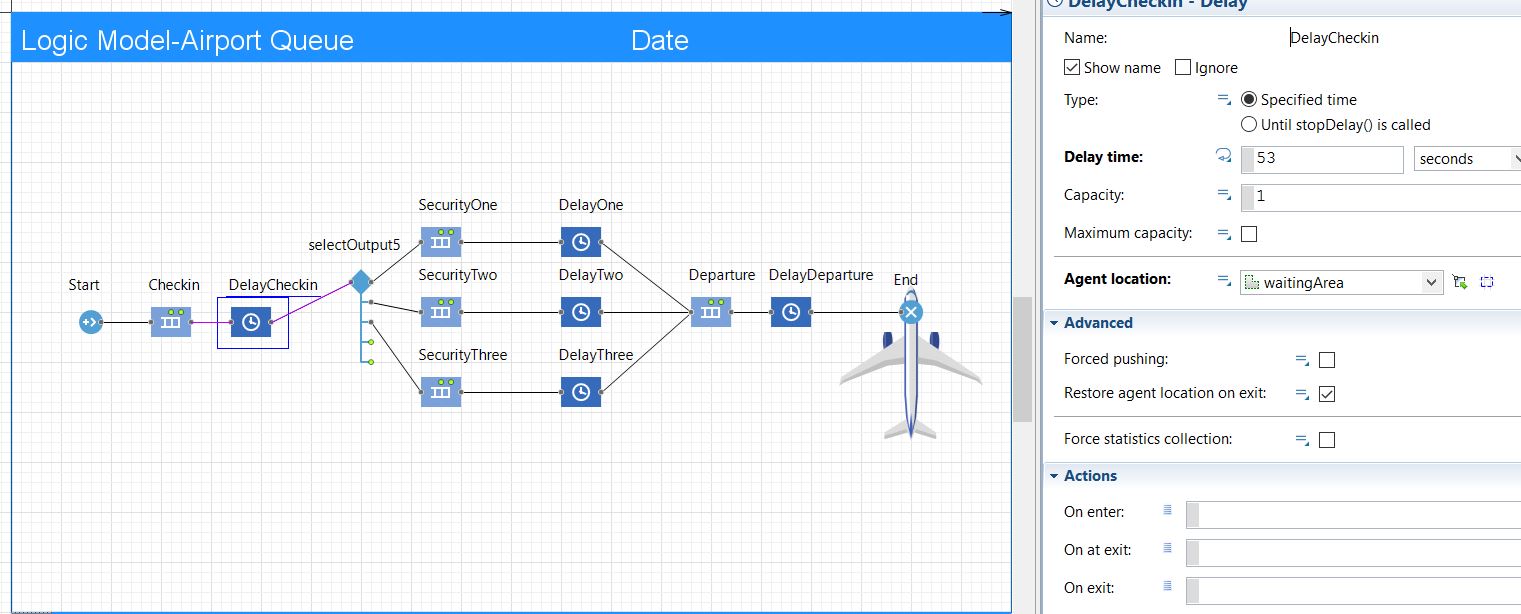 Logic Model-Airport Queue Date
SecurityOne DelayOne
selectOutput5
SecurityTwo DelayTwo
Start Checkin DelayCheckin Departure DelayDeparture End
SecurityThree DelayThree
DelayCheckin - Delay
Name: DelayCheckin
Show name Ignore
Type: Specified time
Until stopDelay() is called
Delay time: 53 seconds
Capacity: 1
Maximum capacity:
Agent location: waitingArea
Advanced
Forced pushing:
Restore agent location on exit:
Force statistics collection:
Actions
On enter:
On at exit:
On exit: